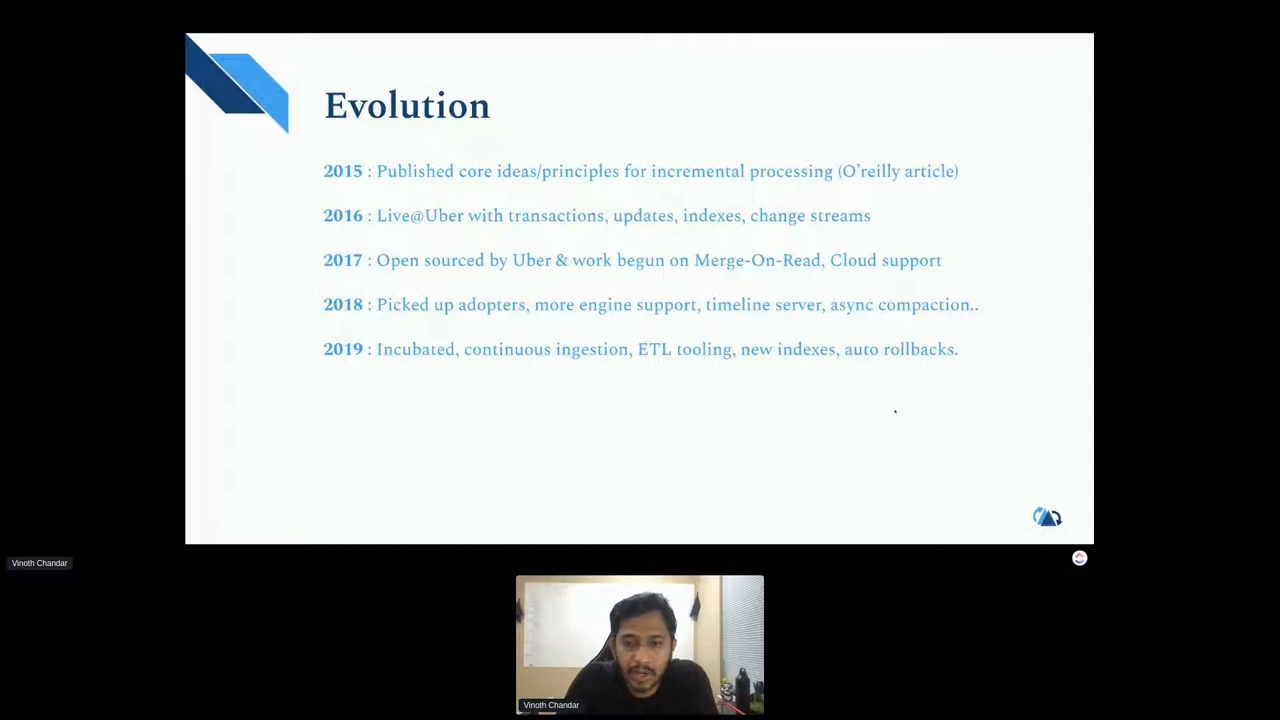 Evolution
2015 : Published core ideas/principles for incremental processing (O'reilly article)
2016 : Live@Uber with transactions, updates, indexes, change streams
2017 : Open sourced by Uber & work begun on Merge-On-Read, Cloud support
2018 : Picked up adopters, more engine support, timeline server, async compaction..
2019 : Incubated, continuous ingestion, ETL tooling, new indexes, auto rollbacks.
Vinoth Chandar
Vinoth Chandar